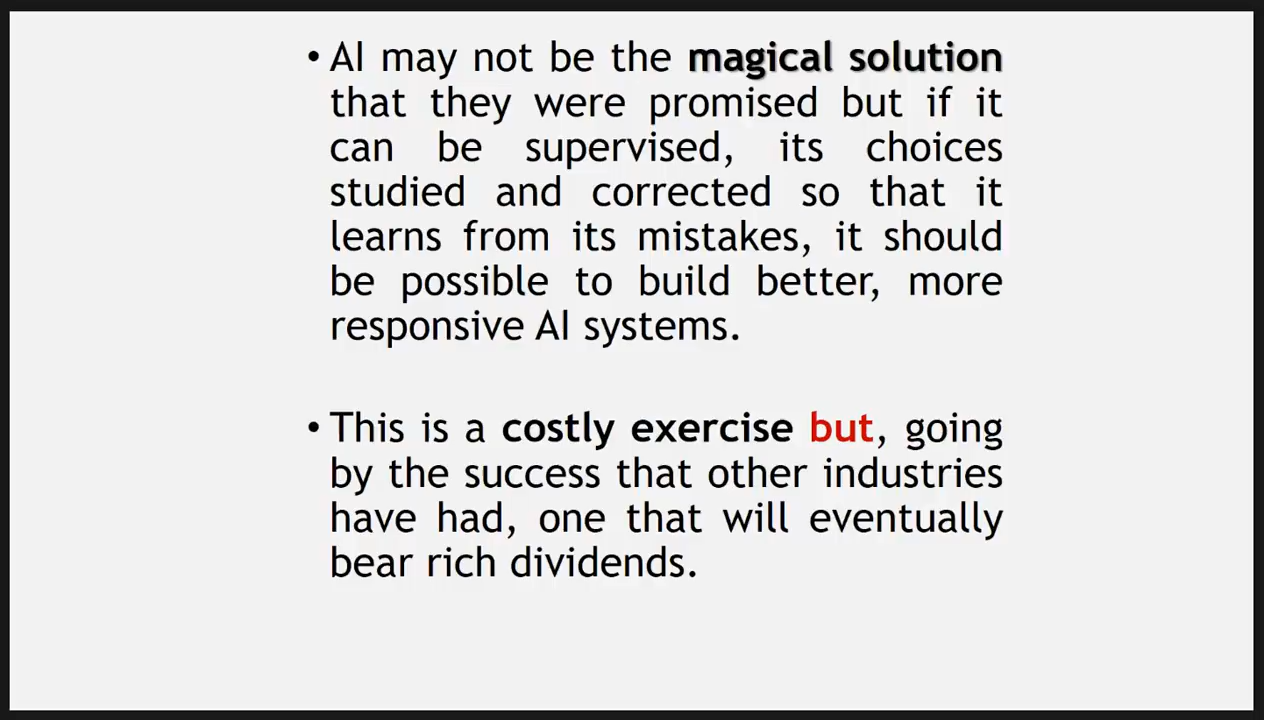 • AI may not be the magical solution
that they were promised but if it
can be supervised, its choices
studied and corrected so that it
learns from its mistakes, it should
be possible to build better, more
responsive AI systems.
• This is a costly exercise but, going
by the success that other industries
have had, one that will eventually
bear rich dividends.